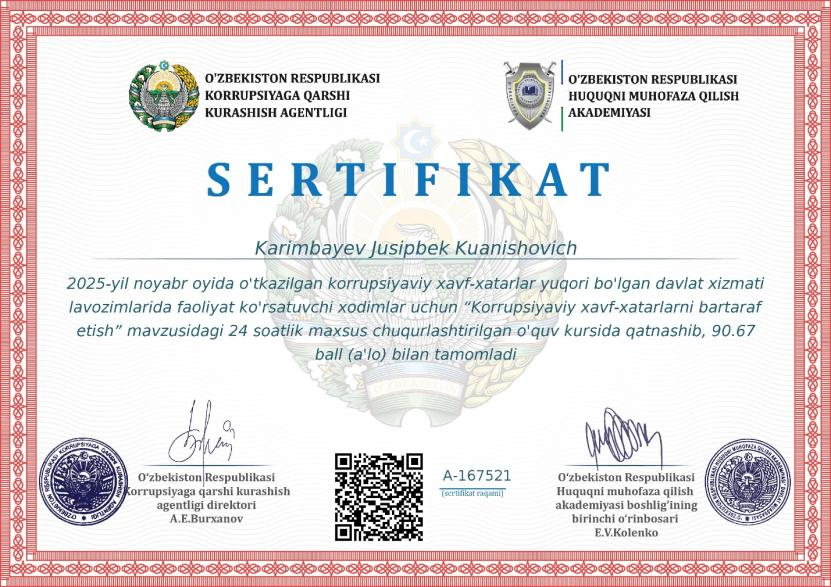 O'ZBEKISTON RESPUBLIKASI
KORRUPSIYAGA QARSHI
KURASHISH AGENTLIGI
O'ZBEKISTON RESPUBLIKASI
HUQUQNI MUHOFAZA QILISH
AKADEMIYASI
SERTIFIKAT
Karimbayev Jusipbek Kuanishovich
2025-yil noyabr oyida o'tkazilgan korrupsiyaviy xavf-xatarlar yuqori bo'lgan davlat xizmati
lavozimlarida faoliyat ko'rsatuvchi xodimlar uchun “Korrupsiyaviy xavf-xatarlarni bartaraf
etish” mavzusidagi 24 soatlik maxsus chuqurlashtirilgan o'quv kursida qatnashib, 90.67
ball (a'lo) bilan tamomladi
O‘zbekiston Respublikasi
Korrupsiyaga qarshi kurashish
agentligi direktori
A.E.Burxanov
A-167521
(sertifikat raqami)
O‘zbekiston Respublikasi
Huquqni muhofaza qilish
akademiyasi boshlig‘ining
birinchi o‘rinbosari
E.V.Kolenko